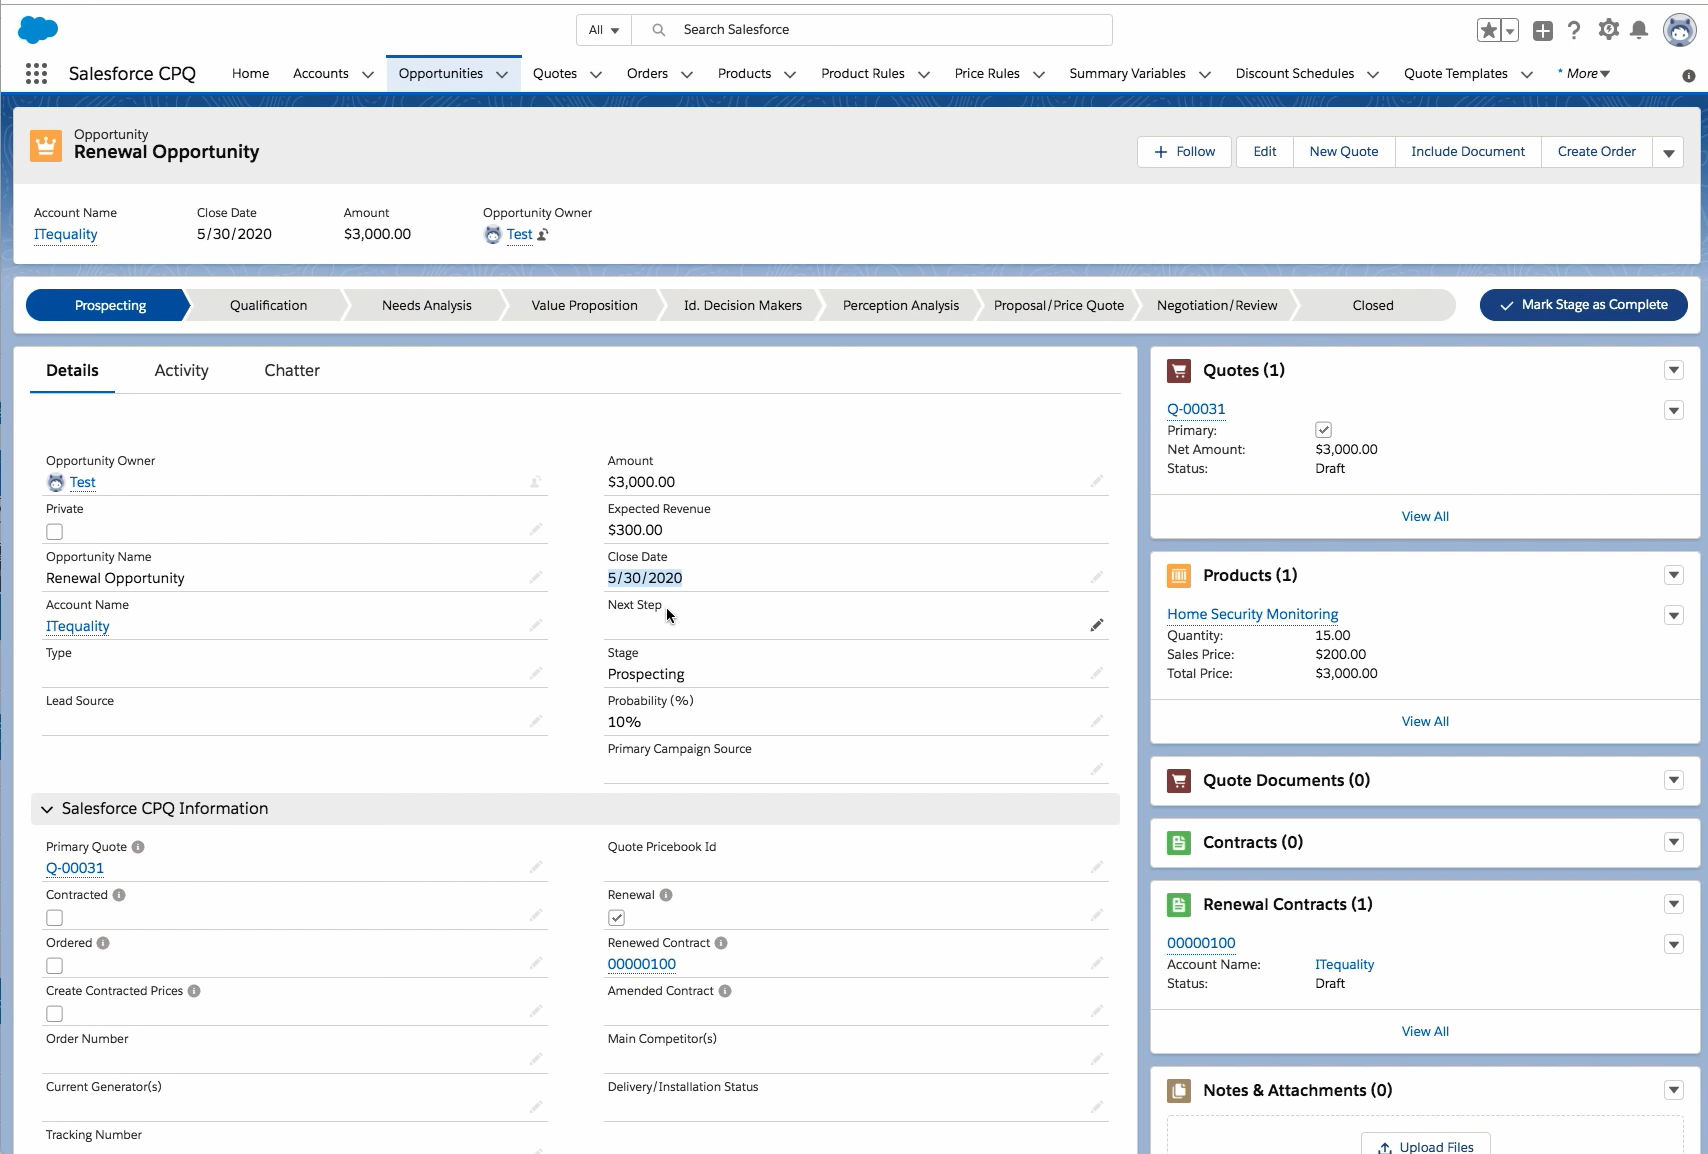 All
Search Salesforce
Salesforce CPQ
Home
Accounts
Opportunities
Quotes
Orders
Products
Product Rules
Price Rules
Summary Variables
Discount Schedules
Quote Templates
* More
Opportunity
Renewal Opportunity
+ Follow
Edit
New Quote
Include Document
Create Order
Account Name
Close Date
Amount
Opportunity Owner
ITequality
5/30/2020
$3,000.00
Test
Prospecting
Qualification
Needs Analysis
Value Proposition
Id. Decision Makers
Perception Analysis
Proposal/Price Quote
Negotiation/Review
Closed
Mark Stage as Complete
Details
Activity
Chatter
Opportunity Owner
Test
Private
Opportunity Name
Renewal Opportunity
Account Name
ITequality
Type
Lead Source
Amount
$3,000.00
Expected Revenue
$300.00
Close Date
5/30/2020
Next Step
Stage
Prospecting
Probability (%)
10%
Primary Campaign Source
Salesforce CPQ Information
Primary Quote
Q-00031
Contracted
Ordered
Create Contracted Prices
Order Number
Current Generator(s)
Tracking Number
Quote Pricebook Id
Renewal
Renewed Contract
00000100
Amended Contract
Main Competitor(s)
Delivery/Installation Status
Quotes (1)
Q-00031
Primary:
Net Amount: $3,000.00
Status: Draft
View All
Products (1)
Home Security Monitoring
Quantity: 15.00
Sales Price: $200.00
Total Price: $3,000.00
View All
Quote Documents (0)
Contracts (0)
Renewal Contracts (1)
00000100
Account Name: ITequality
Status: Draft
View All
Notes & Attachments (0)
Upload Files